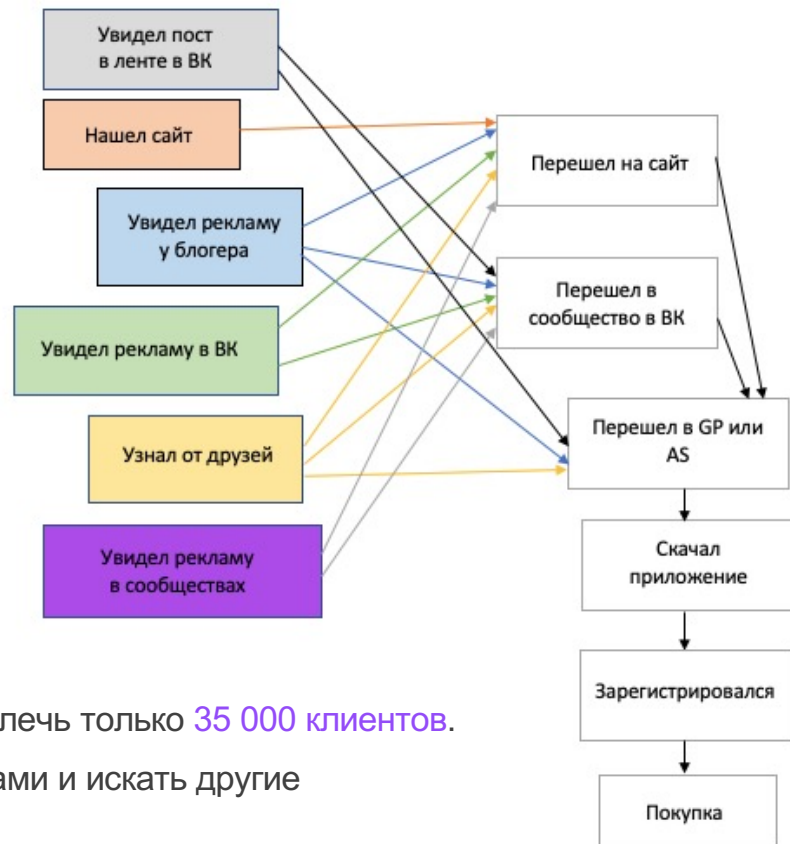 Увидел пост
в ленте в ВК
Нашел сайт
Перешел на сайт
Увидел рекламу
у блогера
Перешел в
сообщество в ВК
Увидел рекламу в ВК
Перешел в GP или
AS
Узнал от друзей
Увидел рекламу
в сообществах
Скачал
приложение
Зарегистрировался
лечь только 35 000 клиентов.
ами и искать другие
Покупка